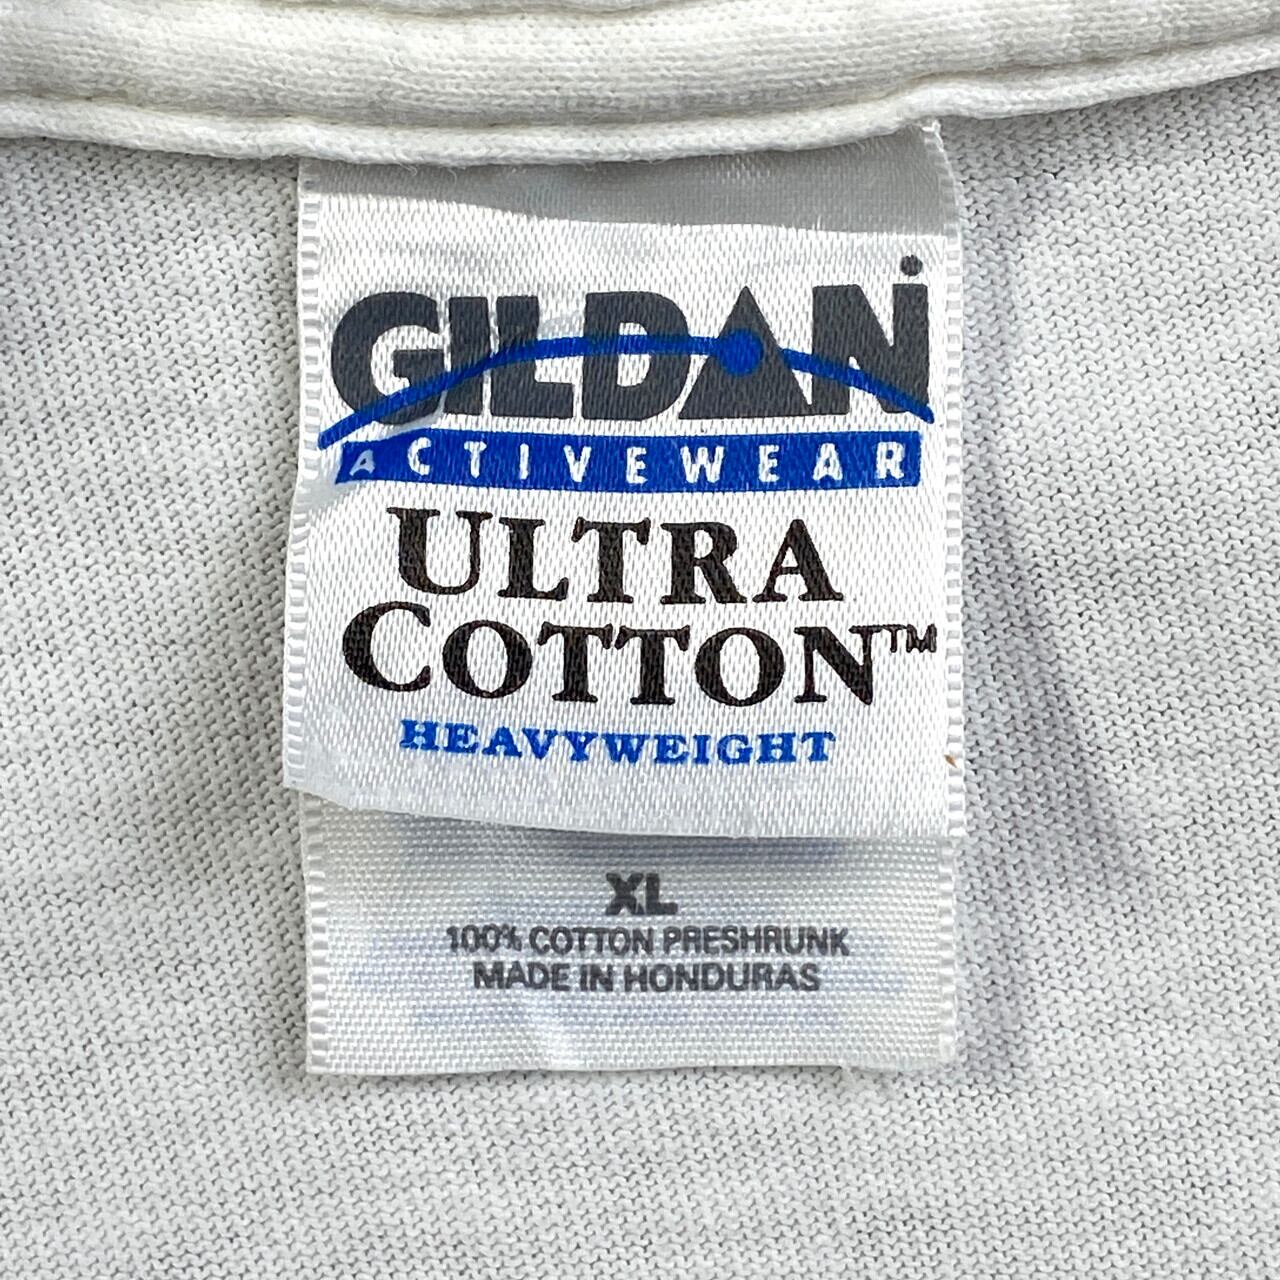 GILDAN
ACTIVEWEAR
ULTRA
COTTON™
HEAVYWEIGHT
XL
100% COTTON PRESHRUNK
MADE IN HONDURAS